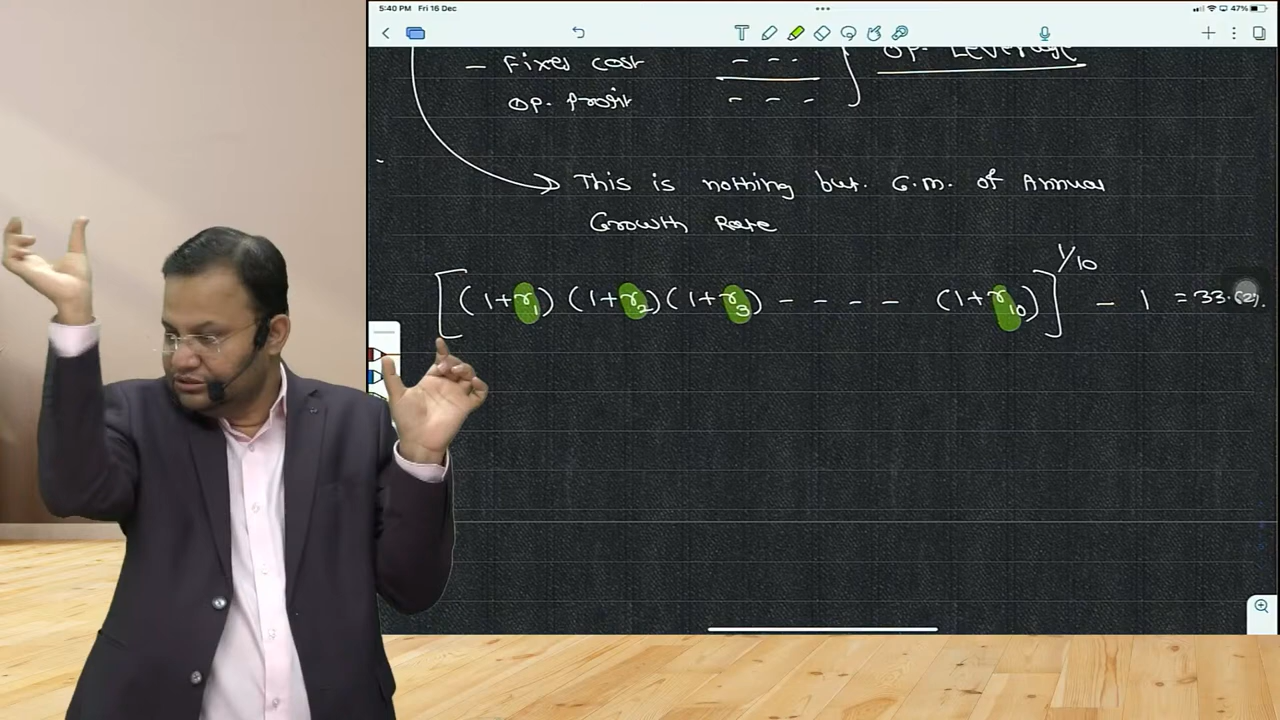 5:40 PM Fri 16 Dec
47%
T
- Fixed cost - - -
Op. Leverage
Op. Profit - - -
This is nothing but G.M. of Annual
Growth Rate
[(1+r₁) (1+r₂)(1+r₃) - - - - (1+r₁₀)]^1/10 - 1 = 33.